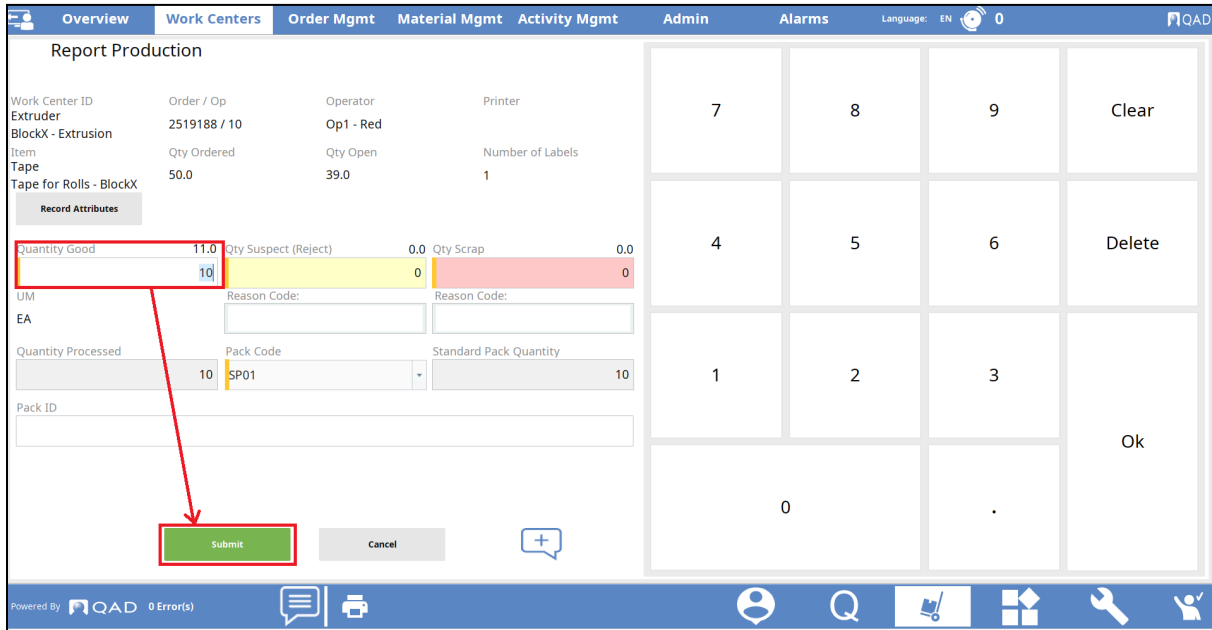 Overview Work Centers Order Mgmt Material Mgmt Activity Mgmt Admin Alarms Language: EN 0 QAD
Report Production
Work Center ID Order / Op Operator Printer
Extruder 2519188 / 10 Op1 - Red
BlockX - Extrusion
Item Qty Ordered Qty Open Number of Labels
Tape 50.0 39.0 1
Tape for Rolls - BlockX
Record Attributes
Quantity Good 11.0 Qty Suspect (Reject) 0.0 Qty Scrap 0.0
10 0 0
UM Reason Code: Reason Code:
EA
Quantity Processed Pack Code Standard Pack Quantity
10 SP01 10
Pack ID
Submit Cancel
7 8 9 Clear
4 5 6 Delete
1 2 3
Ok
0 .
Powered By QAD 0 Error(s) Q